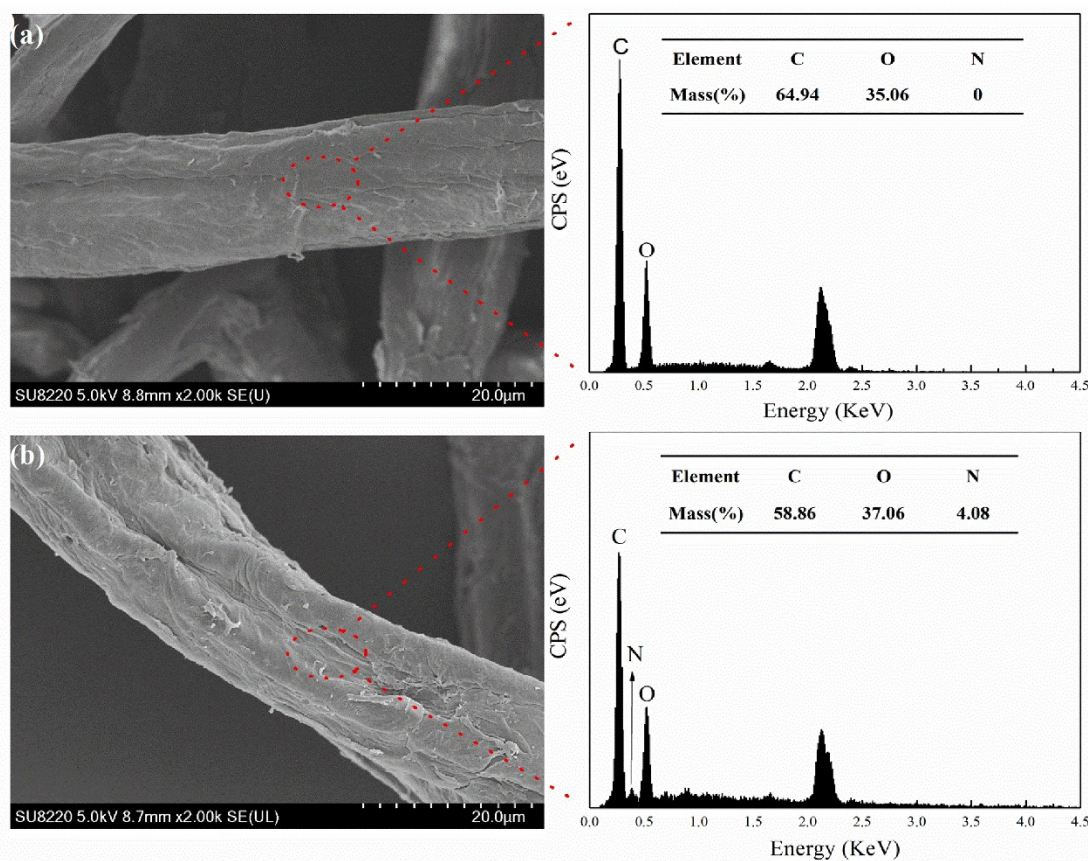 (a)
SU8220 5.0kV 8.8mm x2.00k SE(U)
20.0μm
C
O
Element C O N
Mass(%) 64.94 35.06 0
CPS (eV)
0.0 0.5 1.0 1.5 2.0 2.5 3.0 3.5 4.0 4.5
Energy (KeV)
(b)
SU8220 5.0kV 8.7mm x2.00k SE(UL)
20.0μm
C
N
O
Element C O N
Mass(%) 58.86 37.06 4.08
CPS (eV)
0.0 0.5 1.0 1.5 2.0 2.5 3.0 3.5 4.0 4.5
Energy (KeV)